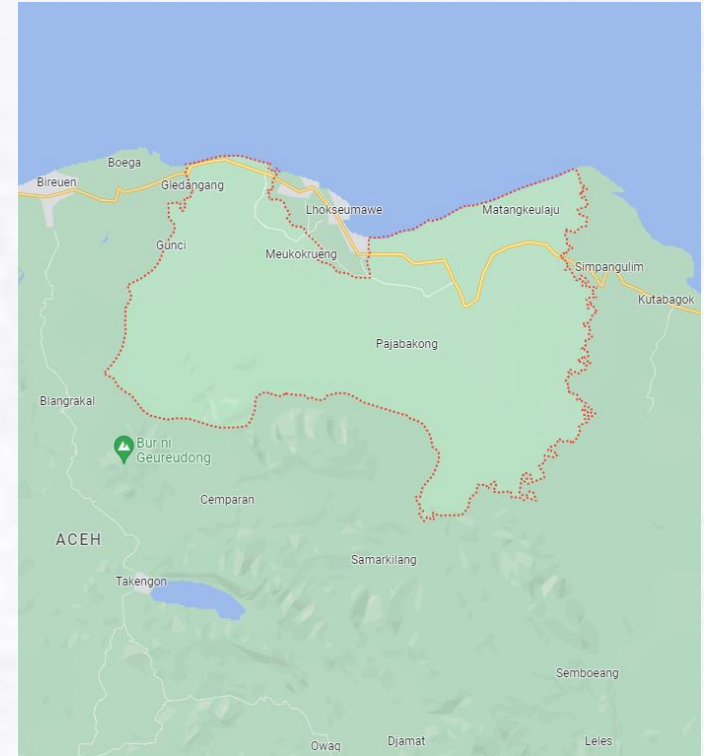 Boega
Bireuen
Gledangang
Lhokseumawe
Matangkeulaju
Gunci
Meukokrueng
Simpangulim
Kutabagok
Pajabakong
Blangrakal
Bur ni
Geureudong
Cemparan
ACEH
Samarkilang
Takengon
Semboeang
Owaq
Djamat
Leles